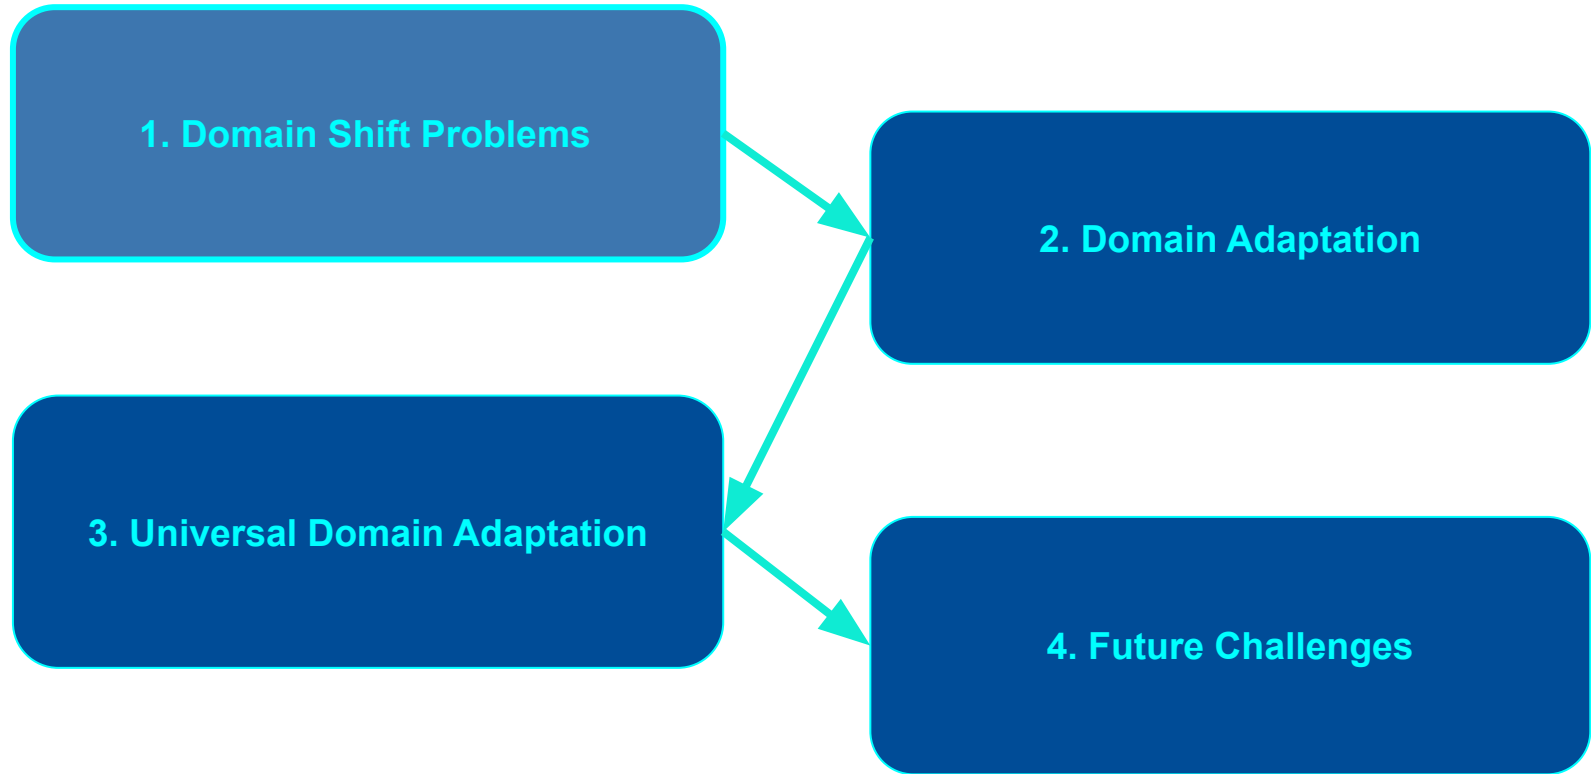 1. Domain Shift Problems
2. Domain Adaptation
3. Universal Domain Adaptation
4. Future Challenges